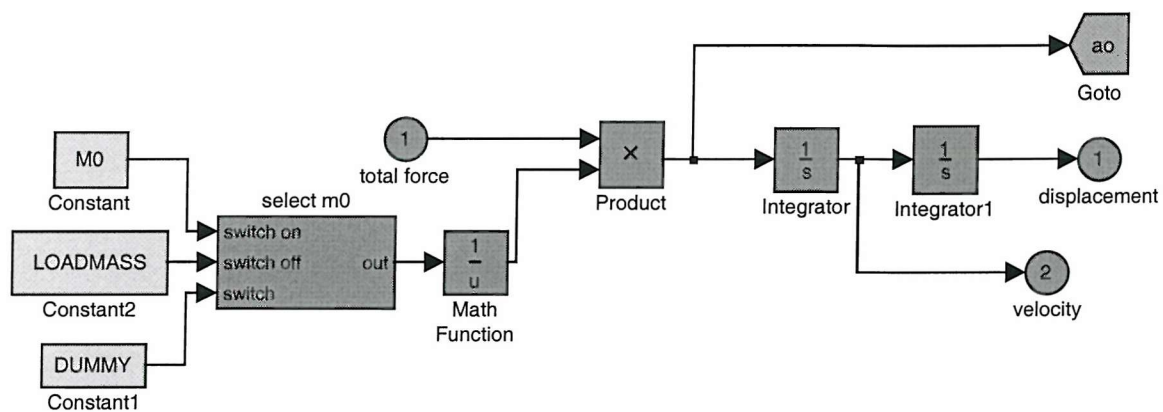 ao
Goto
1
total force
×
Product
1
s
Integrator
1
s
Integrator1
1
displacement
2
velocity
M0
Constant
select m0
switch on
switch off
out
switch
LOADMASS
Constant2
1
u
Math
Function
DUMMY
Constant1